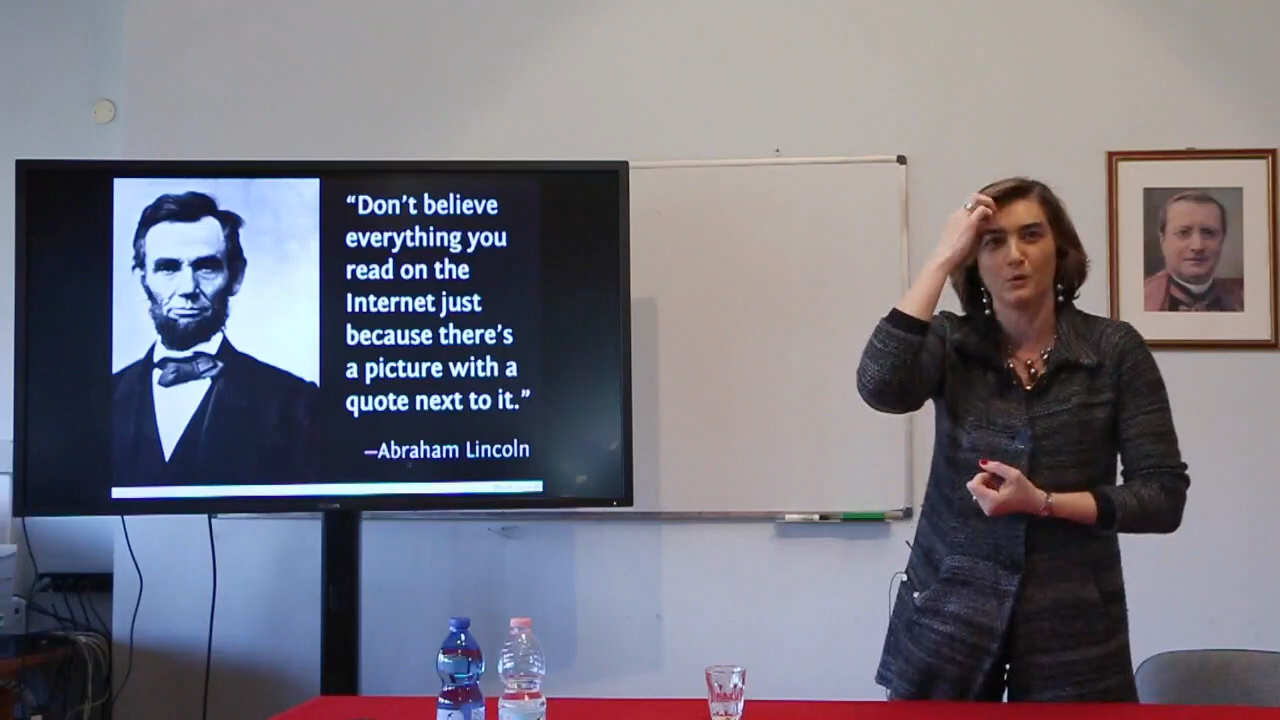 “Don’t believe
everything you
read on the
Internet just
because there’s
a picture with a
quote next to it.”
—Abraham Lincoln